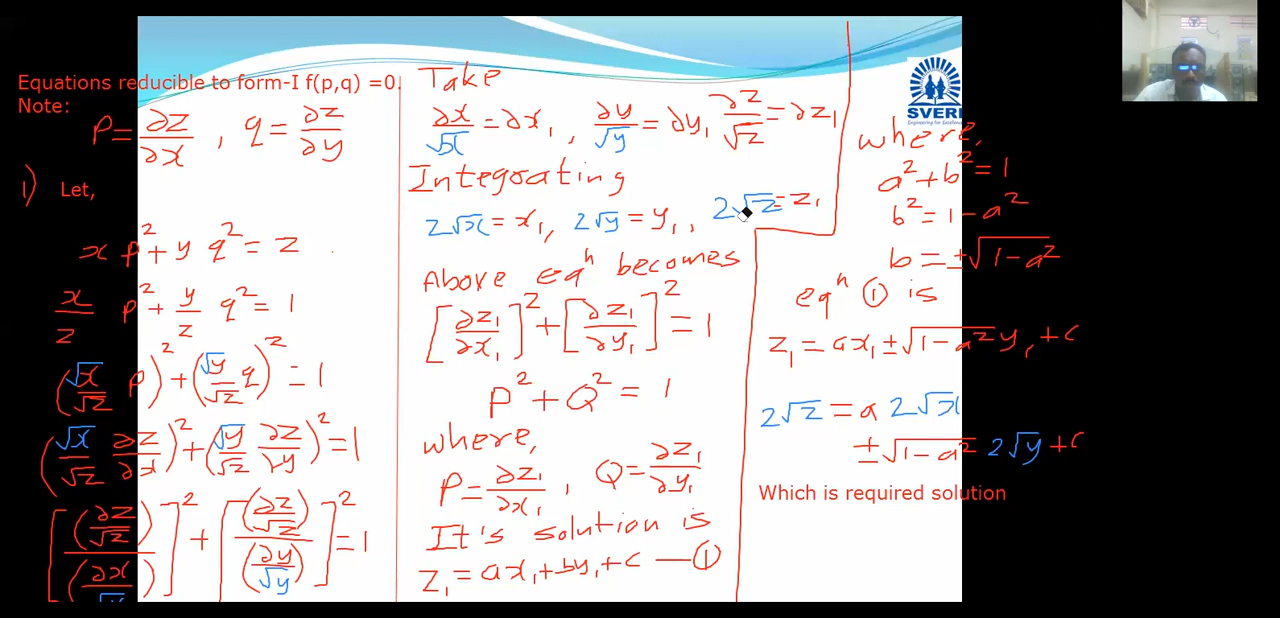 Equations reducible to form-I f(p,q) =0.
Note:
P = ∂z/∂x , q = ∂z/∂y
1) Let,
x p² + y q² = z
x/z p² + y/z q² = 1
(√x/√z p)² + (√y/√z q)² = 1
(√x/√z ∂z/∂x)² + (√y/√z ∂z/∂y)² = 1
[(∂z/√z)/(∂x/√x)]² + [(∂z/√z)/(∂y/√y)]² = 1
Take
∂x/√x = ∂x₁ , ∂y/√y = ∂y₁ ∂z/√z = ∂z₁
Integrating
2√x = x₁, 2√y = y₁, 2√z = z₁
Above eqⁿ becomes
[∂z₁/∂x₁]² + [∂z₁/∂y₁]² = 1
P² + Q² = 1
where,
P = ∂z₁/∂x₁ , Q = ∂z₁/∂y₁
It's solution is
z₁ = ax₁ + by₁ + c — ①
SVERI
where,
a² + b² = 1
b² = 1 - a²
b = ±√(1-a²)
eqⁿ ① is
z₁ = ax₁ ± √(1-a²) y₁ + c
2√z = a 2√x
± √(1-a²) 2√y + c
Which is required solution